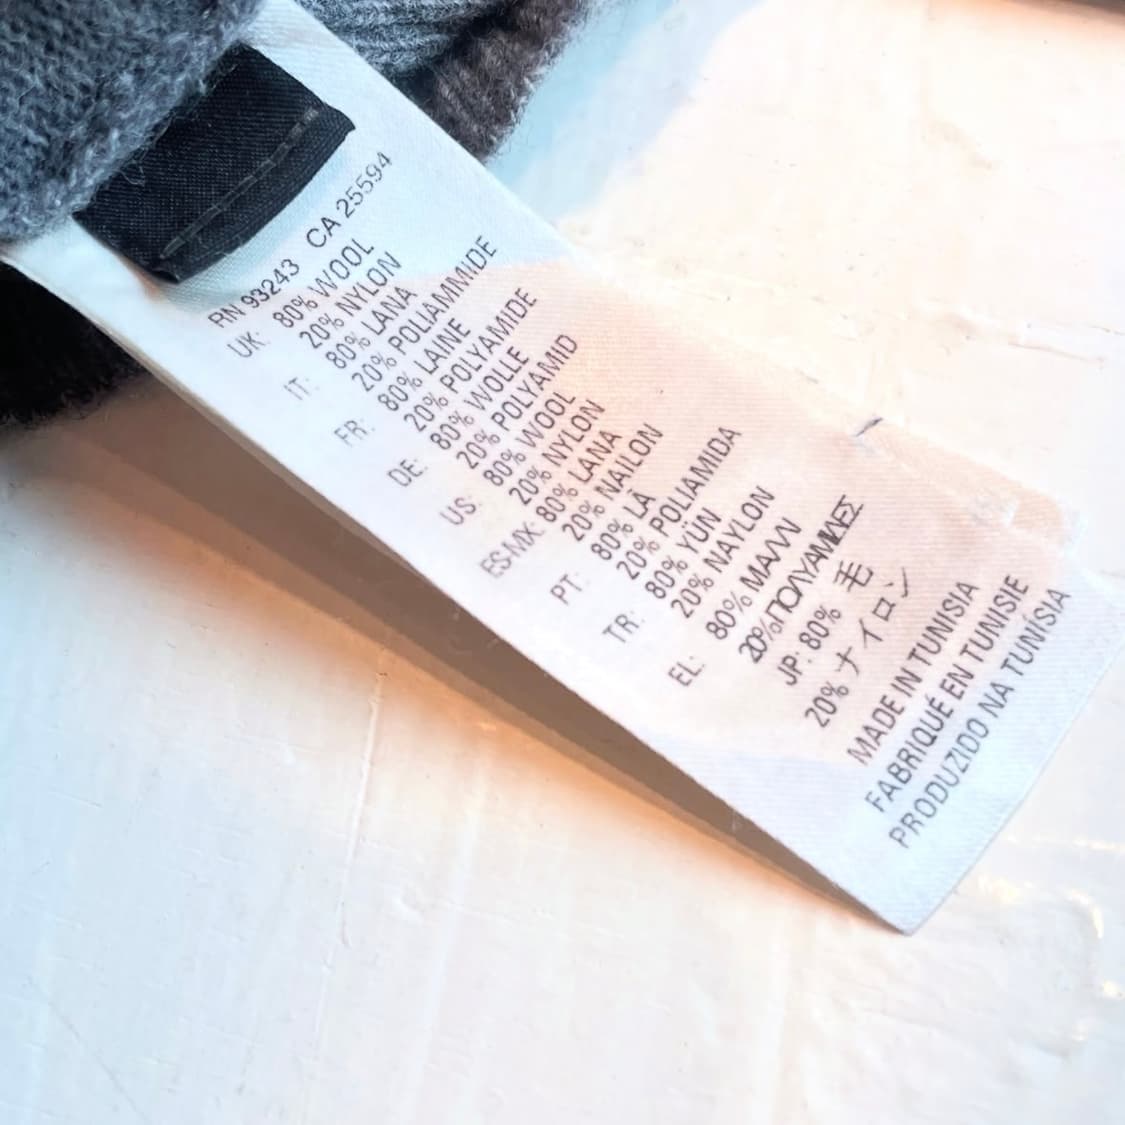 RN 93243 CA 25594
UK: 80% WOOL
20% NYLON
IT: 80% LANA
20% POLIAMMIDE
FR: 80% LAINE
20% POLYAMIDE
DE: 80% WOLLE
20% POLYAMID
US: 80% WOOL
20% NYLON
ES-MX: 80% LANA
20% NAILON
PT: 80% LÃ
20% POLIAMIDA
TR: 80% YÜN
20% NAYLON
EL: 80% ΜΑΛΛΙ
20% ΠΟΛΥΑΜΙΔΕΣ
JP: 80% 毛
20% ナイロン
MADE IN TUNISIA
FABRIQUÉ EN TUNISIE
PRODUZIDO NA TUNÍSIA